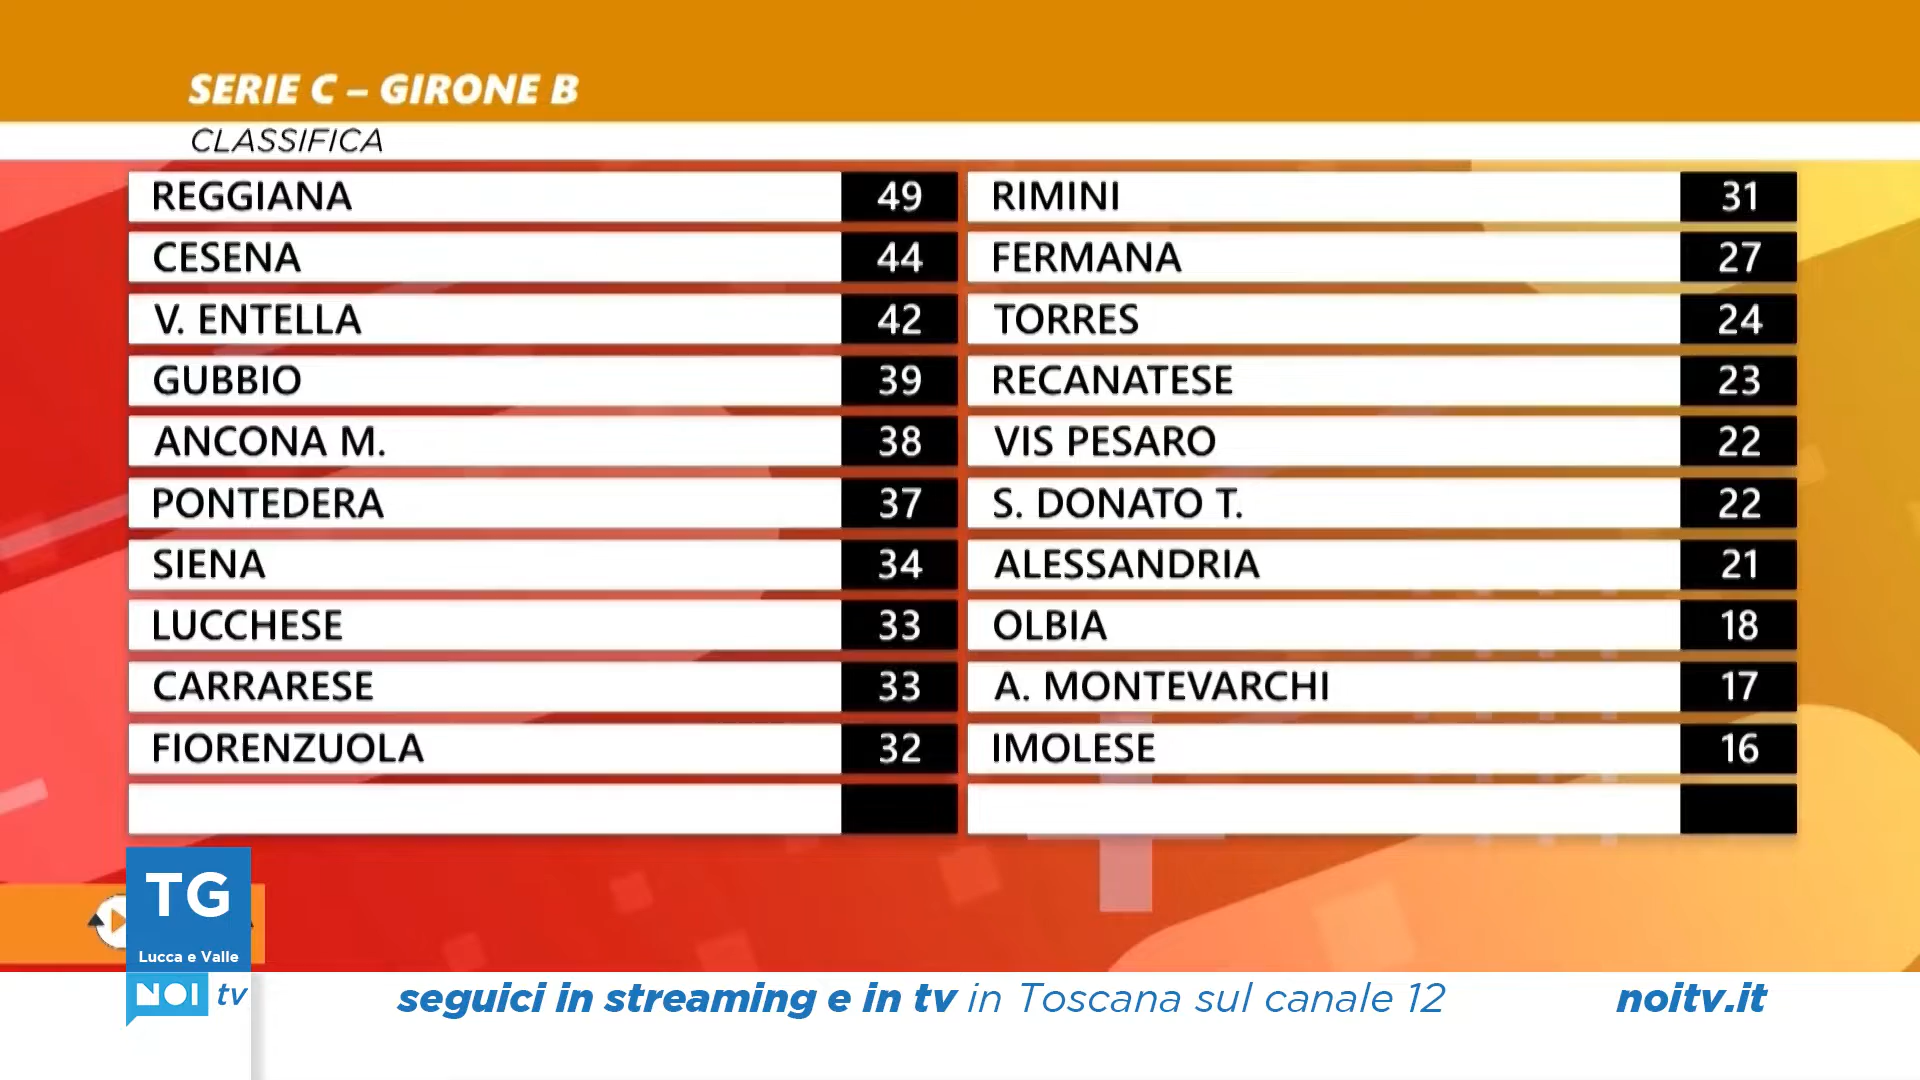 SERIE C – GIRONE B
CLASSIFICA
REGGIANA 49
CESENA 44
V. ENTELLA 42
GUBBIO 39
ANCONA M. 38
PONTEDERA 37
SIENA 34
LUCCHESE 33
CARRARESE 33
FIORENZUOLA 32
RIMINI 31
FERMANA 27
TORRES 24
RECANATESE 23
VIS PESARO 22
S. DONATO T. 22
ALESSANDRIA 21
OLBIA 18
A. MONTEVARCHI 17
IMOLESE 16
TG
Lucca e Valle
NOI tv
seguici in streaming e in tv in Toscana sul canale 12
noitv.it